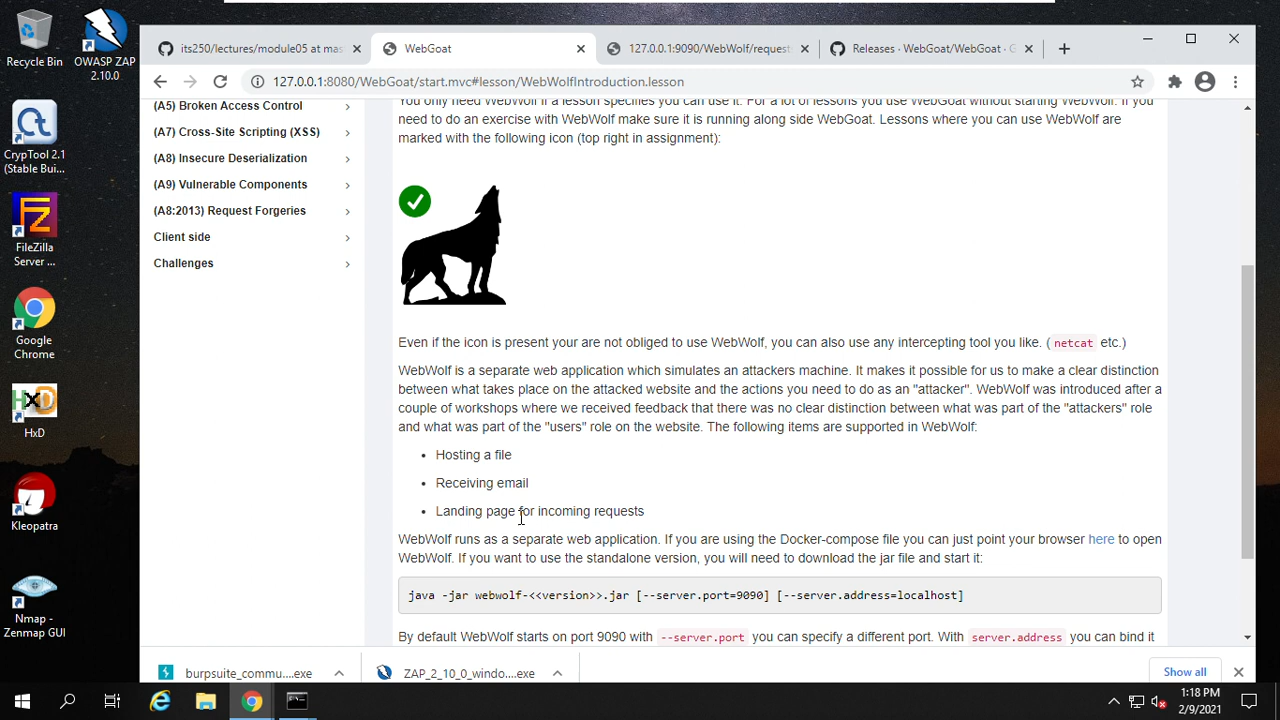 Recycle Bin
OWASP ZAP
2.10.0
CrypTool 2.1
(Stable Bui...
FileZilla
Server ...
Google
Chrome
HxD
Kleopatra
Nmap -
Zenmap GUI
its250/lectures/module05 at mas
WebGoat
127.0.0.1:9090/WebWolf/request
Releases · WebGoat/WebGoat · G
127.0.0.1:8080/WebGoat/start.mvc#lesson/WebWolfIntroduction.lesson
(A5) Broken Access Control
(A7) Cross-Site Scripting (XSS)
(A8) Insecure Deserialization
(A9) Vulnerable Components
(A8:2013) Request Forgeries
Client side
Challenges
You only need WebWolf if a lesson specifies you can use it. For a lot of lessons you use WebGoat without starting WebWolf. If you
need to do an exercise with WebWolf make sure it is running along side WebGoat. Lessons where you can use WebWolf are
marked with the following icon (top right in assignment):
Even if the icon is present your are not obliged to use WebWolf, you can also use any intercepting tool you like. ( netcat etc.)
WebWolf is a separate web application which simulates an attackers machine. It makes it possible for us to make a clear distinction
between what takes place on the attacked website and the actions you need to do as an "attacker". WebWolf was introduced after a
couple of workshops where we received feedback that there was no clear distinction between what was part of the "attackers" role
and what was part of the "users" role on the website. The following items are supported in WebWolf:
• Hosting a file
• Receiving email
• Landing page for incoming requests
WebWolf runs as a separate web application. If you are using the Docker-compose file you can just point your browser here to open
WebWolf. If you want to use the standalone version, you will need to download the jar file and start it:
java -jar webwolf-<<version>>.jar [--server.port=9090] [--server.address=localhost]
By default WebWolf starts on port 9090 with --server.port you can specify a different port. With server.address you can bind it
burpsuite_commu....exe
ZAP_2_10_0_windo....exe
Show all
1:18 PM
2/9/2021